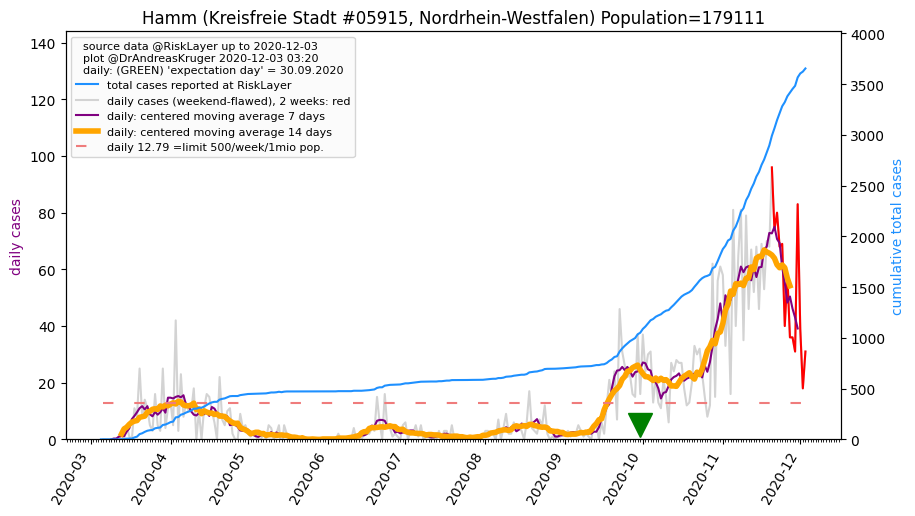 Hamm (Kreisfreie Stadt #05915, Nordrhein-Westfalen) Population=179111
source data @RiskLayer up to 2020-12-03
plot @DrAndreasKruger 2020-12-03 03:20
daily: (GREEN) 'expectation day' = 30.09.2020
total cases reported at RiskLayer
daily cases (weekend-flawed), 2 weeks: red
daily: centered moving average 7 days
daily: centered moving average 14 days
daily 12.79 =limit 500/week/1mio pop.
daily cases
140
120
100
80
60
40
20
0
cumulative total cases
4000
3500
3000
2500
2000
1500
1000
500
0
2020-03
2020-04
2020-05
2020-06
2020-07
2020-08
2020-09
2020-10
2020-11
2020-12